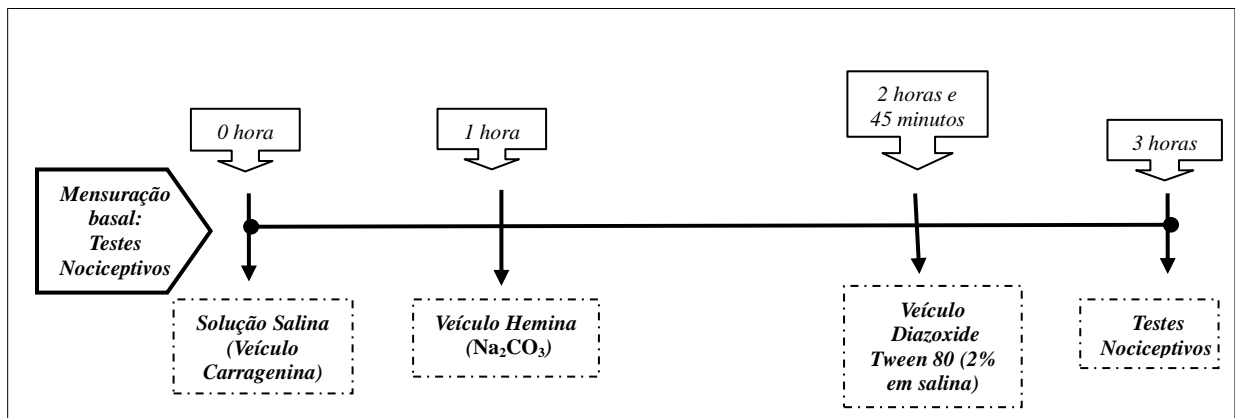 0 hora
1 hora
2 horas e
45 minutos
3 horas
Mensuração
basal:
Testes
Nociceptivos
Solução Salina
(Veículo
Carragenina)
Veículo Hemina
(Na₂CO₃)
Veículo
Diazoxide
Tween 80 (2%
em salina)
Testes
Nociceptivos